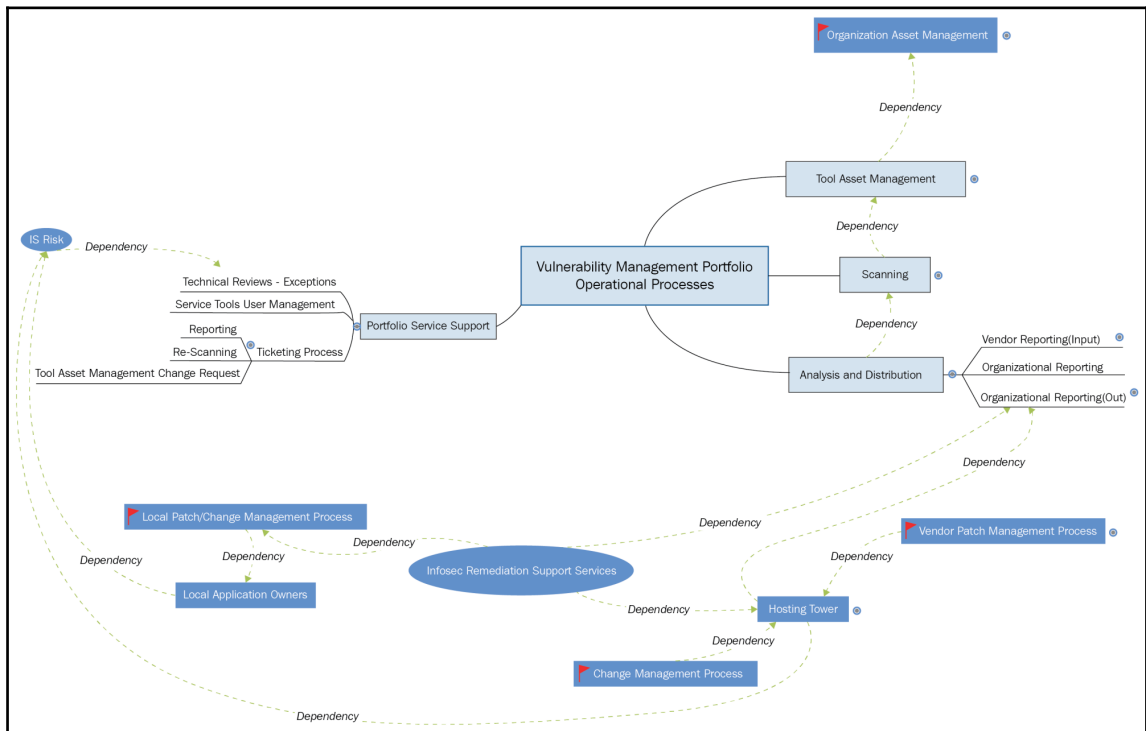 Organization Asset Management
Dependency
Tool Asset Management
Dependency
IS Risk
Dependency
Vulnerability Management Portfolio
Operational Processes
Scanning
Technical Reviews - Exceptions
Service Tools User Management
Portfolio Service Support
Dependency
Reporting
Re-Scanning
Ticketing Process
Tool Asset Management Change Request
Analysis and Distribution
Vendor Reporting(Input)
Organizational Reporting
Organizational Reporting(Out)
Dependency
Local Patch/Change Management Process
Dependency
Vendor Patch Management Process
Dependency
Dependency
Dependency
Dependency
Infosec Remediation Support Services
Local Application Owners
Dependency
Hosting Tower
Dependency
Change Management Process
Dependency